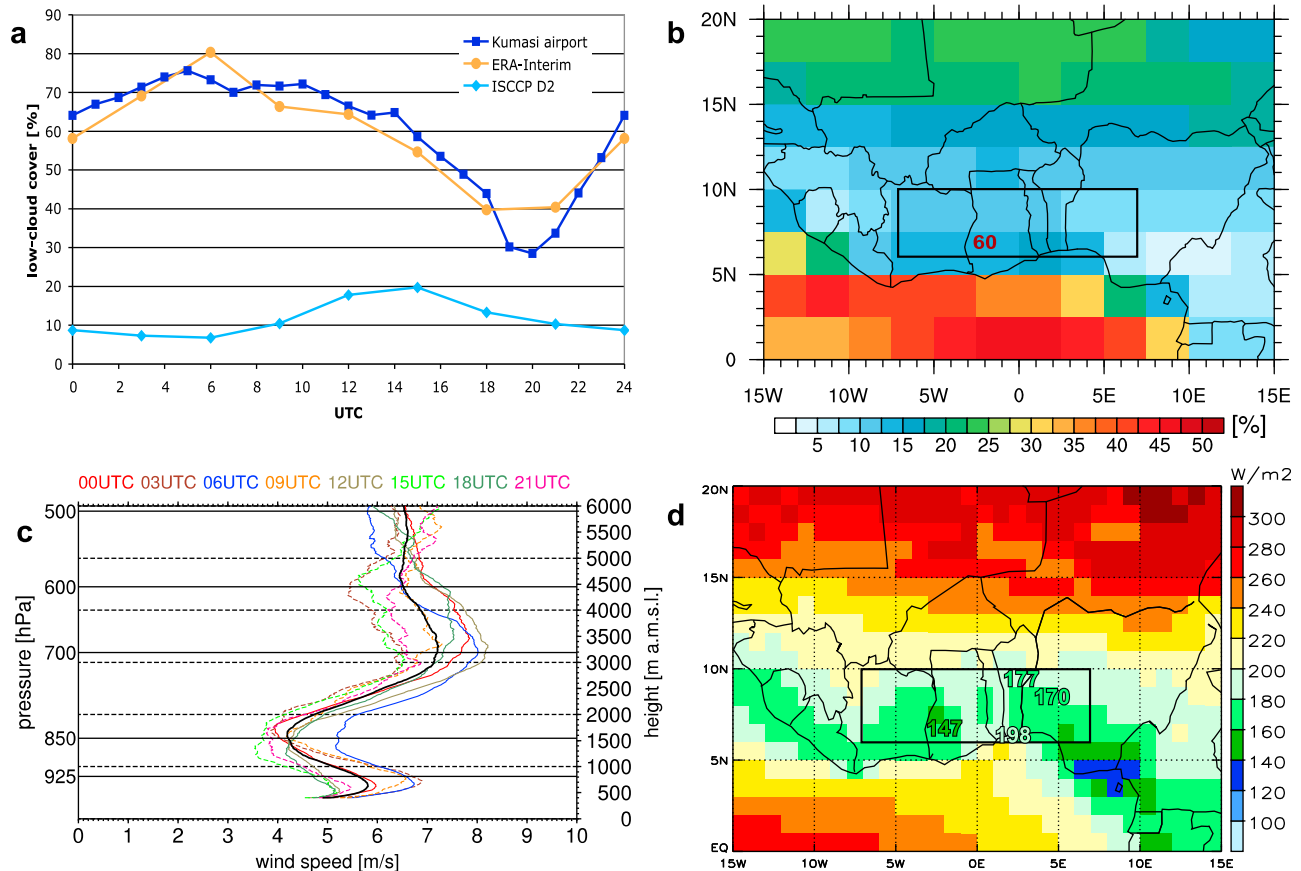 a
90
80
70
60
50
40
30
20
10
0
low-cloud cover [%]
Kumasi airport
ERA-Interim
ISCCP D2
0 2 4 6 8 10 12 14 16 18 20 22 24
UTC
b
20N
15N
10N
5N
0
60
15W 10W 5W 0 5E 10E 15E
5 10 15 20 25 30 35 40 45 50 [%]
00UTC 03UTC 06UTC 09UTC 12UTC 15UTC 18UTC 21UTC
c
500
600
700
850
925
pressure [hPa]
6000
5500
5000
4500
4000
3500
3000
2500
2000
1500
1000
500
0
height [m a.m.s.l.]
0 1 2 3 4 5 6 7 8 9 10
wind speed [m/s]
d
20N
15N
10N
5N
EQ
177
170
147
198
15W 10W 5W 0E 5E 10E 15E
W/m2
300
280
260
240
220
200
180
160
140
120
100